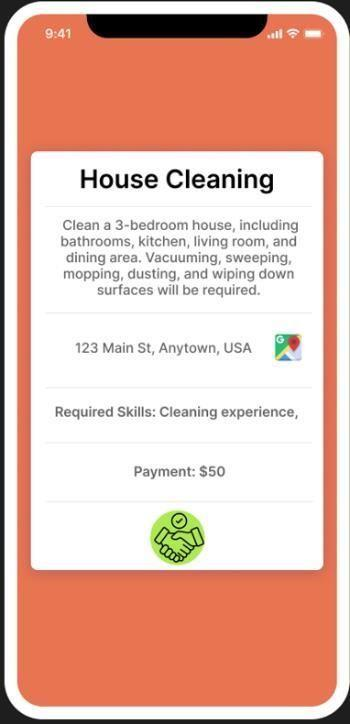 9:41
House Cleaning
Clean a 3-bedroom house, including
bathrooms, kitchen, living room, and
dining area. Vacuuming, sweeping,
mopping, dusting, and wiping down
surfaces will be required.
123 Main St, Anytown, USA
G
Required Skills: Cleaning experience,
Payment: $50